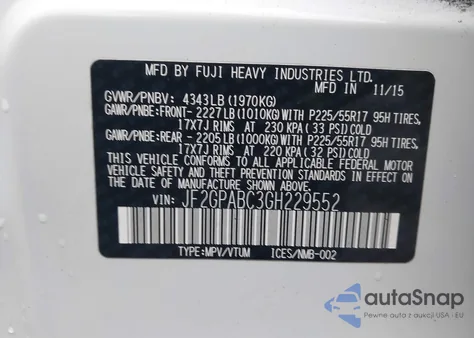 MFD BY FUJI HEAVY INDUSTRIES LTD.
MFD IN 11/15
GVWR/PNBV: 4343LB(1970KG)
GAWR/PNBE:FRONT- 2227LB(1010KG)WITH P225/55R17 95H TIRES,
17X7J RIMS AT 230 KPA(33 PSI)COLD
GAWR/PNBE:REAR - 2205LB(1000KG)WITH P225/55R17 95H TIRES,
17X7J RIMS AT 220 KPA(32 PSI)COLD
THIS VEHICLE CONFORMS TO ALL APPLICABLE FEDERAL MOTOR
VEHICLE SAFETY, BUMPER, AND THEFT PREVENTION STANDARDS
IN EFFECT ON THE DATE OF MANUFACTURE SHOWN ABOVE.
VIN: JF2GPABC3GH229552
TYPE:MPV/VTUM ICES/NMB-002
autoSnap
Pewne auta z aukcji USA i EU